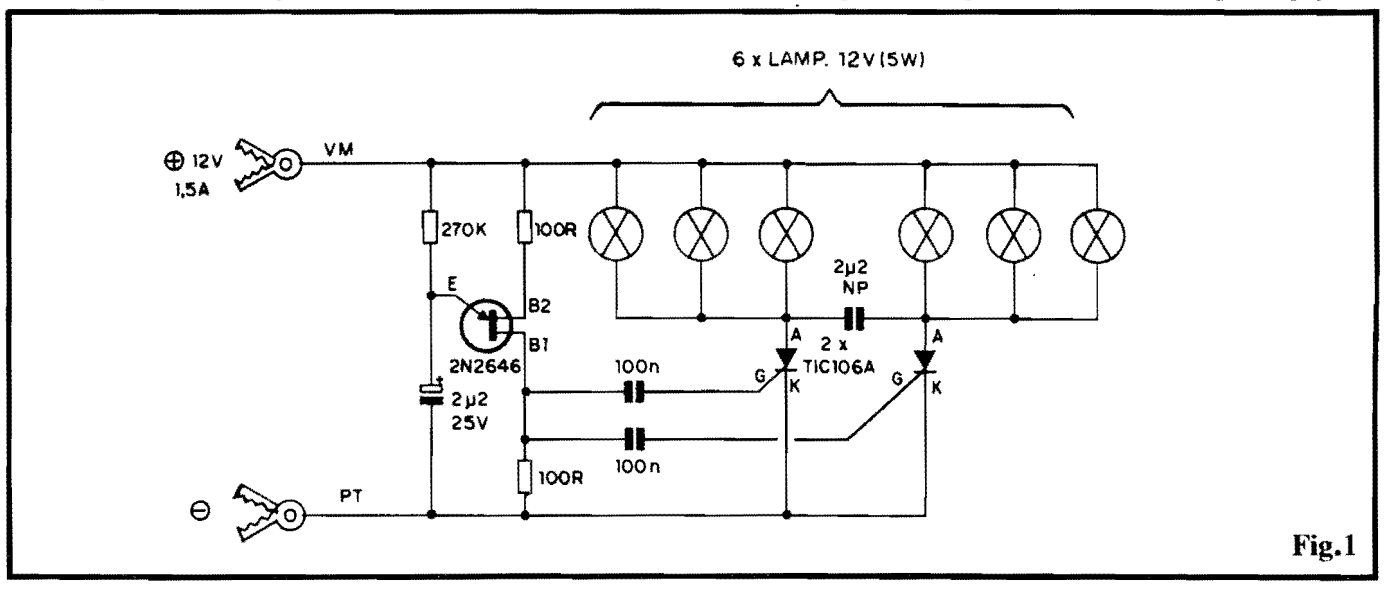 6 x LAMP. 12V(5W)
⊕ 12V
1,5A
VM
270K
100R
E
B2
B1
2N2646
2µ2
25V
100n
100n
100R
2µ2
NP
A
2 x
TIC106A
G
K
A
G
K
⊖
PT
Fig.1